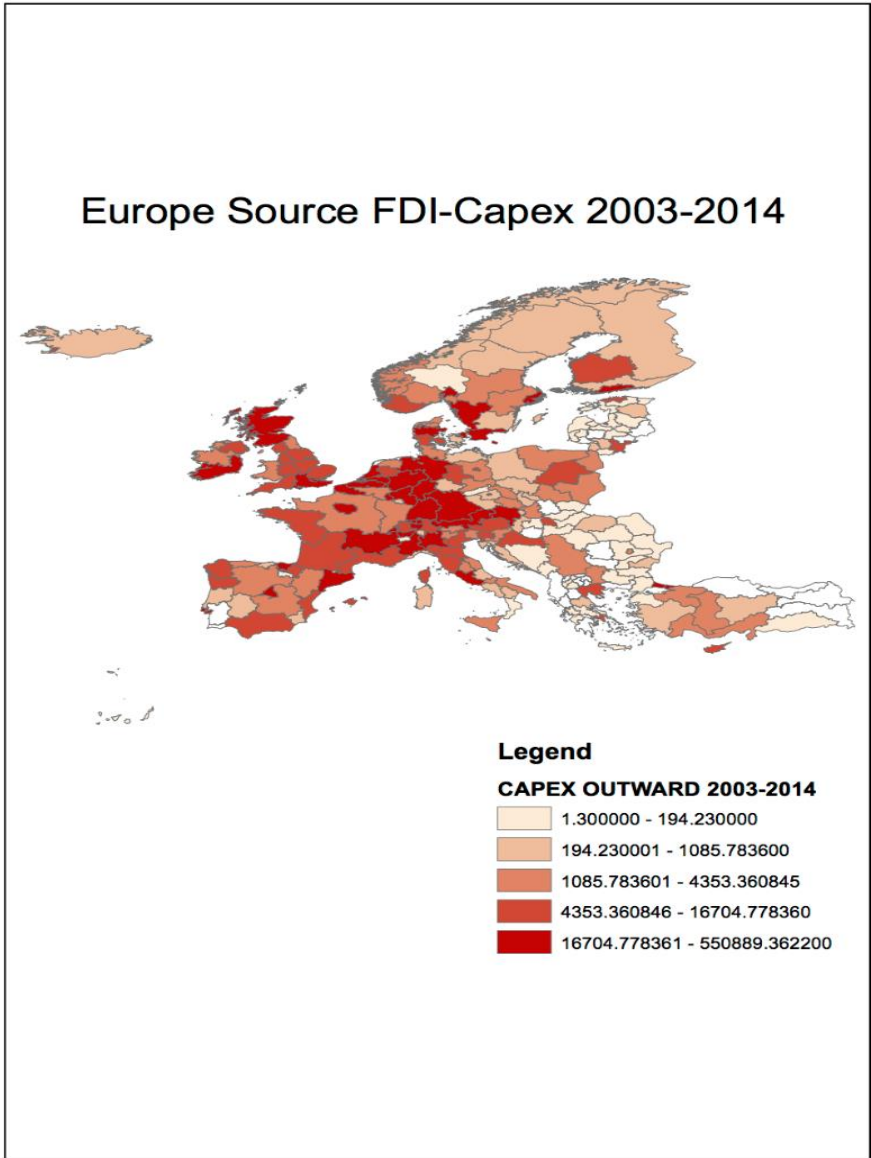 Europe Source FDI-Capex 2003-2014
Legend
CAPEX OUTWARD 2003-2014
1.300000 - 194.230000
194.230001 - 1085.783600
1085.783601 - 4353.360845
4353.360846 - 16704.778360
16704.778361 - 550889.362200